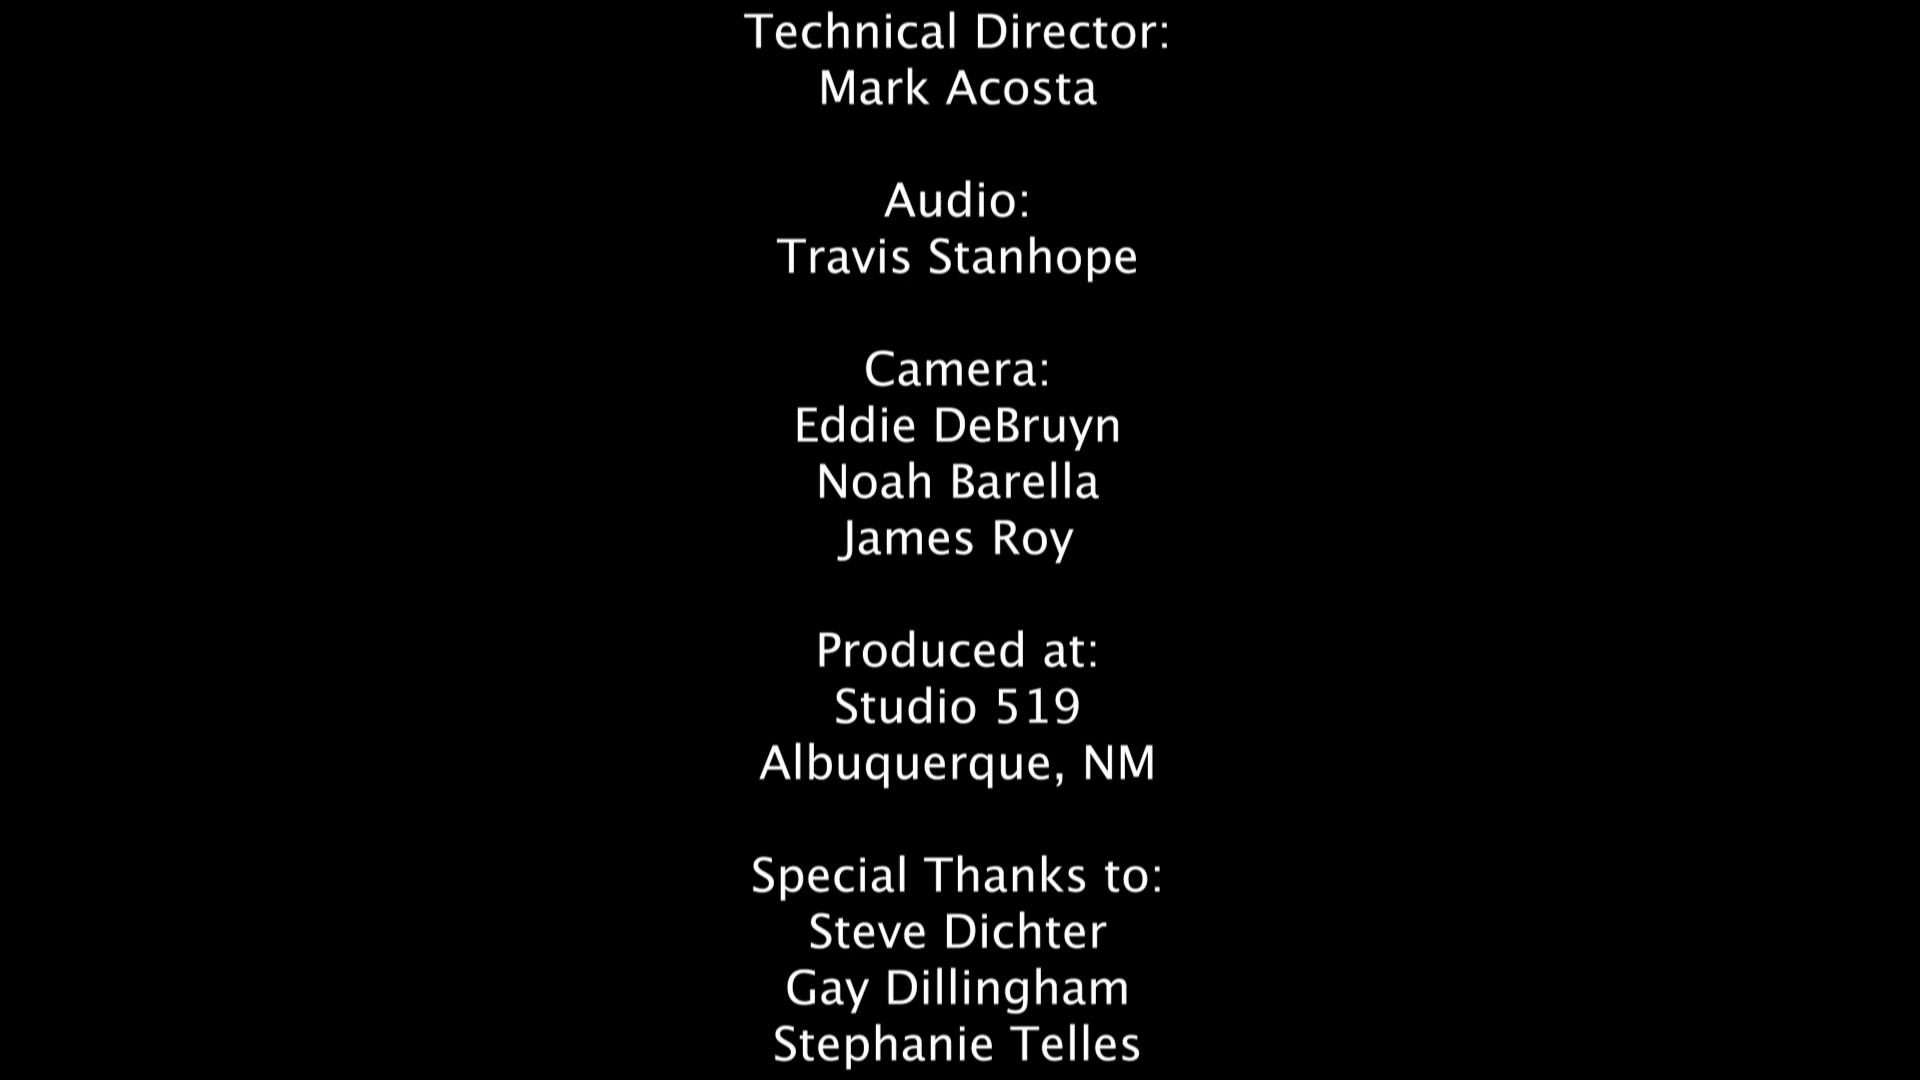 Technical Director:
Mark Acosta
Audio:
Travis Stanhope
Camera:
Eddie DeBruyn
Noah Barella
James Roy
Produced at:
Studio 519
Albuquerque, NM
Special Thanks to:
Steve Dichter
Gay Dillingham
Stephanie Telles